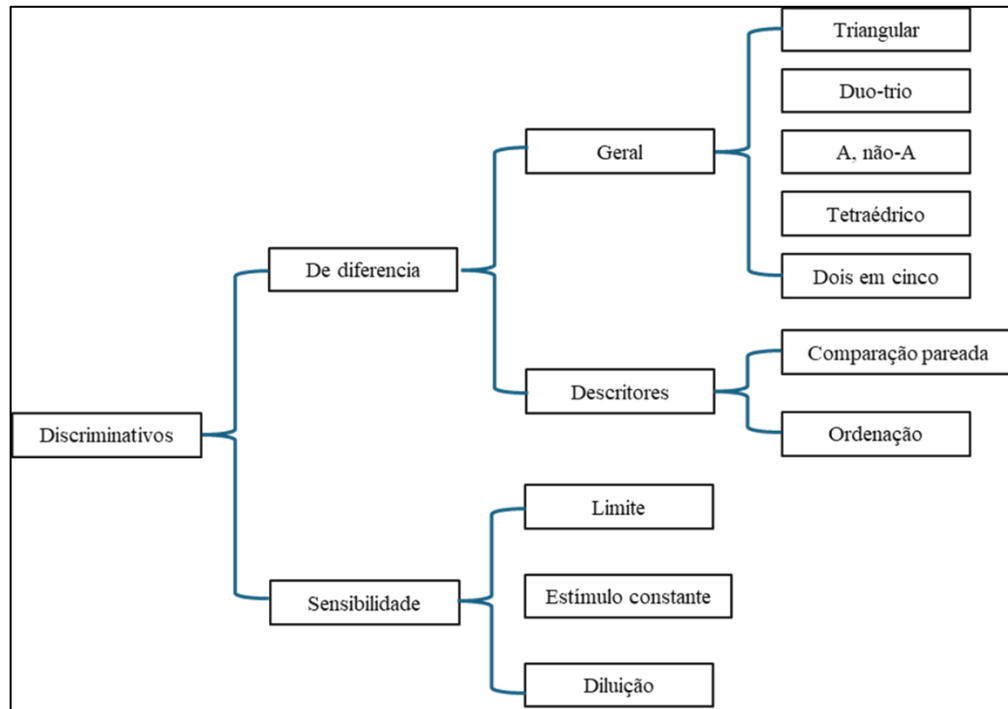 Triangular
Duo-trio
Geral
A, não-A
Tetraédrico
De diferencia
Dois em cinco
Comparação pareada
Descritores
Discriminativos
Ordenação
Limite
Sensibilidade
Estímulo constante
Diluição